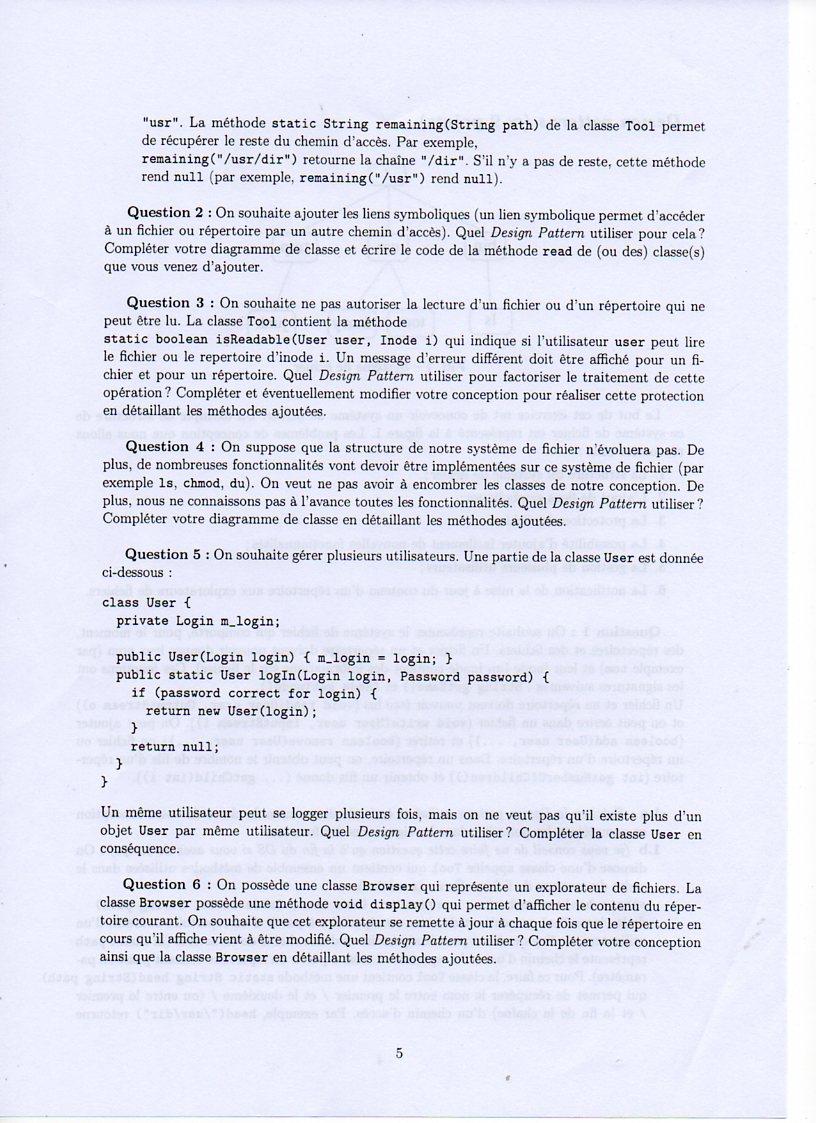 "usr". La méthode static String remaining(String path) de la classe Tool permet
de récupérer le reste du chemin d'accès. Par exemple,
remaining("/usr/dir") retourne la chaîne "/dir". S'il n'y a pas de reste, cette méthode
rend null (par exemple, remaining("/usr") rend null).
Question 2 : On souhaite ajouter les liens symboliques (un lien symbolique permet d'accéder
à un fichier ou répertoire par un autre chemin d'accès). Quel Design Pattern utiliser pour cela ?
Compléter votre diagramme de classe et écrire le code de la méthode read de (ou des) classe(s)
que vous venez d'ajouter.
Question 3 : On souhaite ne pas autoriser la lecture d'un fichier ou d'un répertoire qui ne
peut être lu. La classe Tool contient la méthode
static boolean isReadable(User user, Inode i) qui indique si l'utilisateur user peut lire
le fichier ou le repertoire d'inode i. Un message d'erreur différent doit être affiché pour un fi-
chier et pour un répertoire. Quel Design Pattern utiliser pour factoriser le traitement de cette
opération ? Compléter et éventuellement modifier votre conception pour réaliser cette protection
en détaillant les méthodes ajoutées.
Question 4 : On suppose que la structure de notre système de fichier n'évoluera pas. De
plus, de nombreuses fonctionnalités vont devoir être implémentées sur ce système de fichier (par
exemple ls, chmod, du). On veut ne pas avoir à encombrer les classes de notre conception. De
plus, nous ne connaissons pas à l'avance toutes les fonctionnalités. Quel Design Pattern utiliser ?
Compléter votre diagramme de classe en détaillant les méthodes ajoutées.
Question 5 : On souhaite gérer plusieurs utilisateurs. Une partie de la classe User est donnée
ci-dessous :
class User {
private Login m_login;
public User(Login login) { m_login = login; }
public static User logIn(Login login, Password password) {
if (password correct for login) {
return new User(login);
}
return null;
}
}
Un même utilisateur peut se logger plusieurs fois, mais on ne veut pas qu'il existe plus d'un
objet User par même utilisateur. Quel Design Pattern utiliser ? Compléter la classe User en
conséquence.
Question 6 : On possède une classe Browser qui représente un explorateur de fichiers. La
classe Browser possède une méthode void display() qui permet d'afficher le contenu du réper-
toire courant. On souhaite que cet explorateur se remette à jour à chaque fois que le répertoire en
cours qu'il affiche vient à être modifié. Quel Design Pattern utiliser ? Compléter votre conception
ainsi que la classe Browser en détaillant les méthodes ajoutées.
5